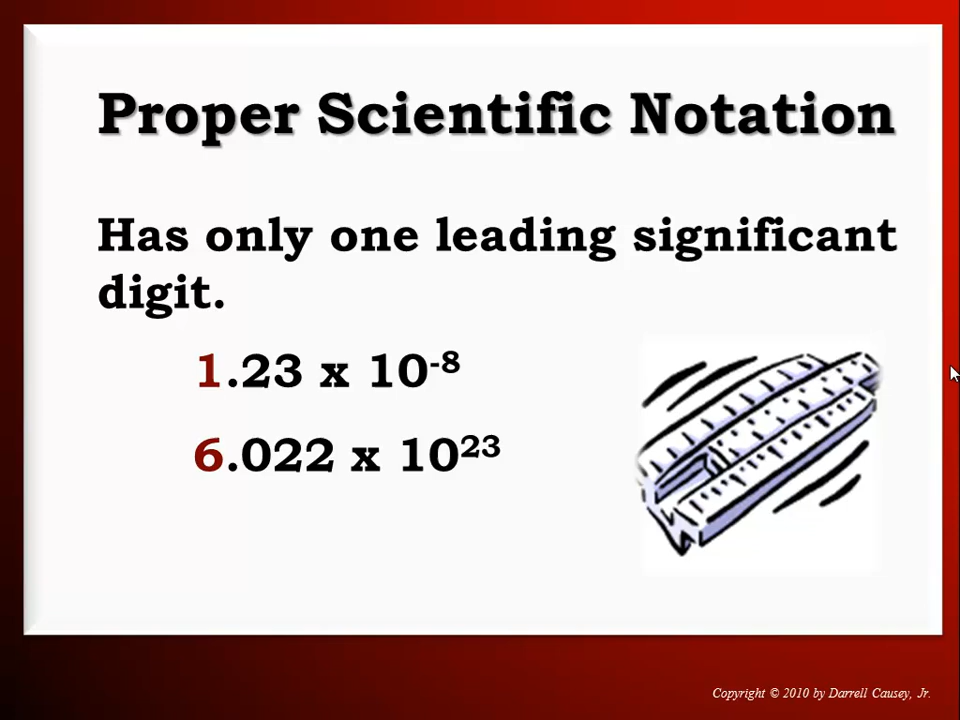 Proper Scientific Notation
Has only one leading significant
digit.
1.23 x 10⁻⁸
6.022 x 10²³
Copyright © 2010 by Darrell Causey, Jr.